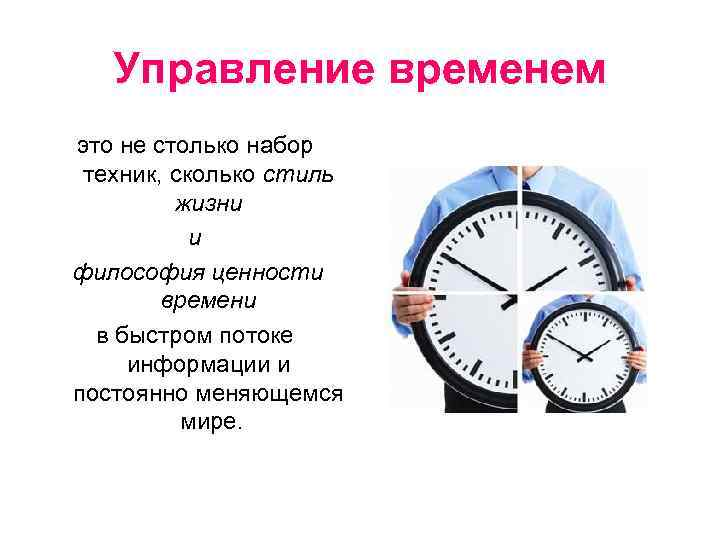 Управление временем
это не столько набор
техник, сколько стиль
жизни
и
философия ценности
времени
в быстром потоке
информации и
постоянно меняющемся
мире.